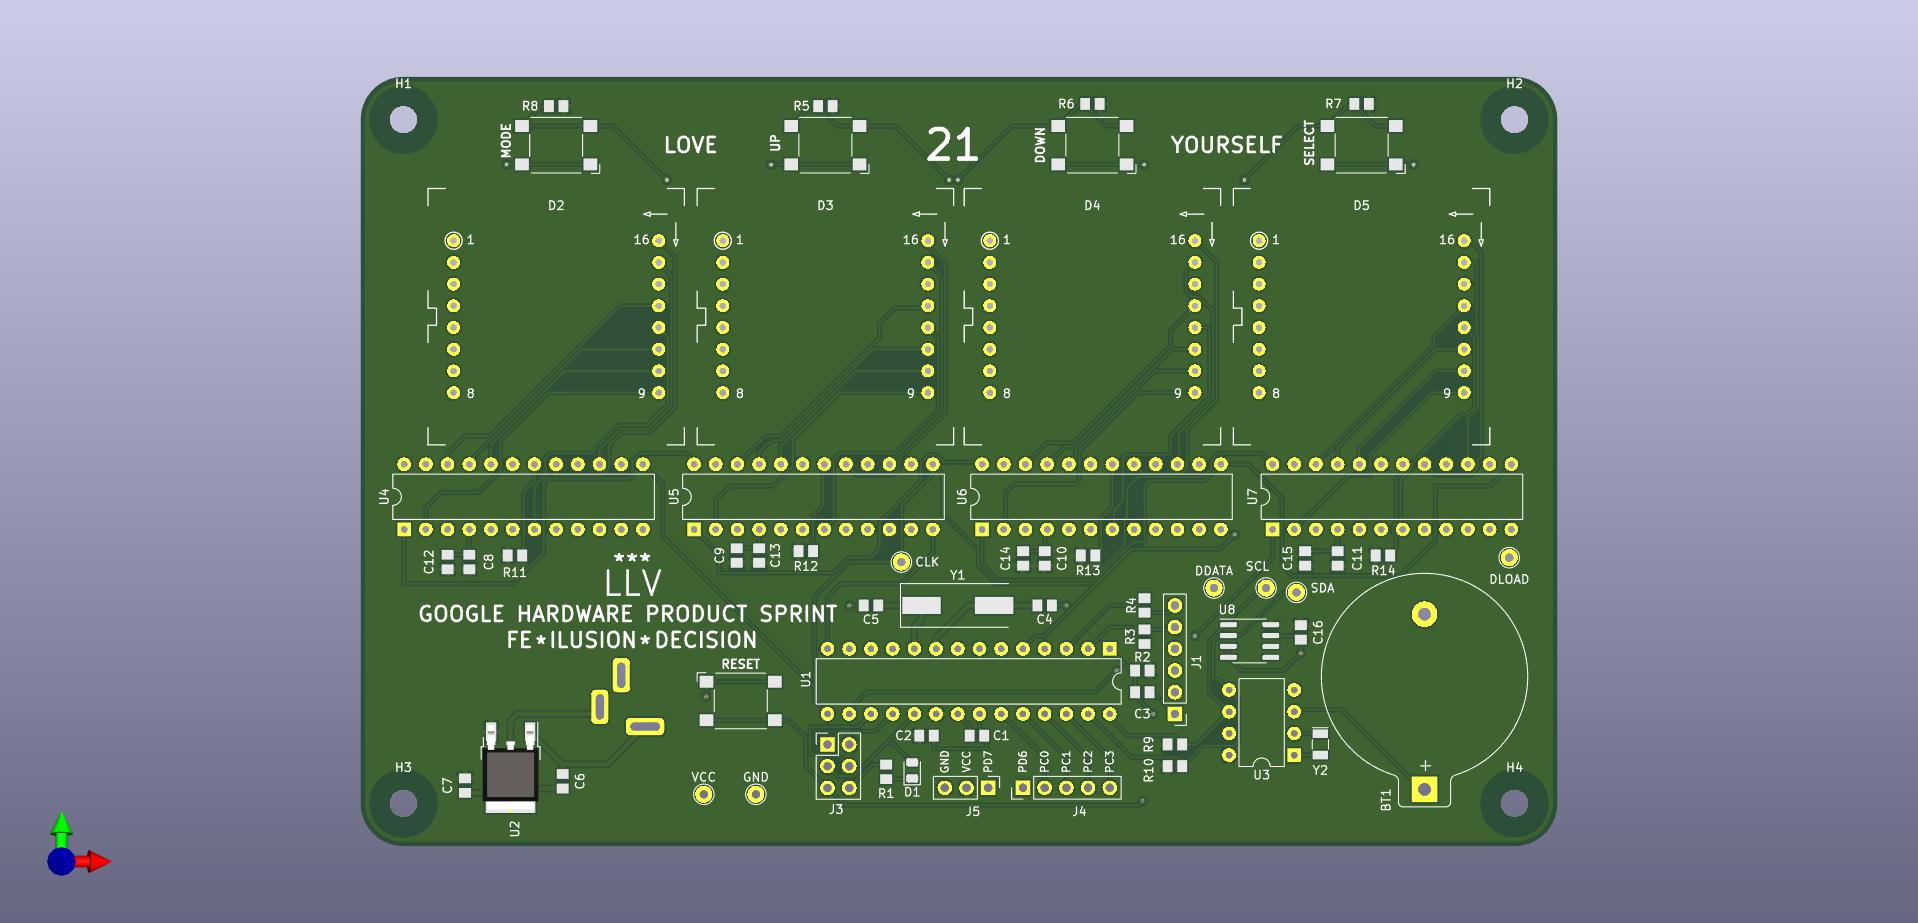 H1
H2
R8
R5
R6
R7
MODE
LOVE
UP
21
DOWN
YOURSELF
SELECT
D2
D3
D4
D5
1
16
1
16
1
16
1
16
8
9
8
9
8
9
8
9
U4
U5
U6
U7
C12
C8
R11
C9
C13
R12
CLK
C14
C10
R13
C15
C11
R14
DLOAD
***
LLV
GOOGLE HARDWARE PRODUCT SPRINT
FE*ILUSION*DECISION
Y1
C5
C4
DDATA
SCL
SDA
R4
R3
R2
J1
U8
C16
RESET
U1
C3
C2
C1
R9
R10
U3
Y2
+
BT1
H3
H4
C7
C6
U2
VCC
GND
J3
R1
D1
GND
VCC
PD7
J5
PD6
PC0
PC1
PC2
PC3
J4